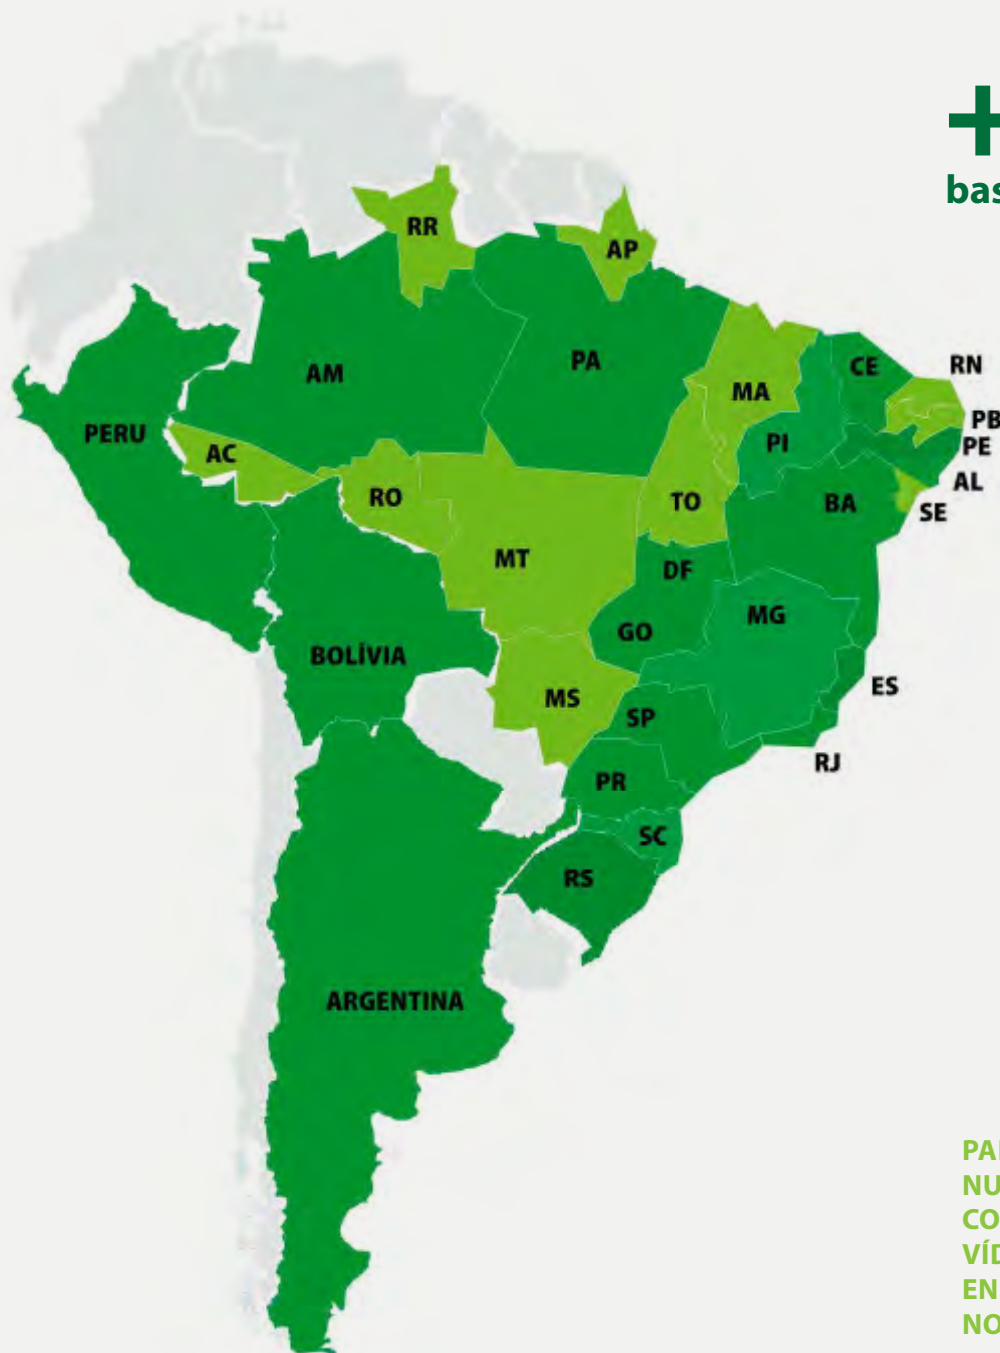 +
bas
RR
AP
AM
PA
CE
RN
MA
PERU
PB
AC
PI
PE
RO
TO
BA
AL
SE
MT
DF
MG
GO
BOLÍVIA
ES
MS
SP
RJ
PR
SC
RS
ARGENTINA
NU
CO
VÍD
EN
NO